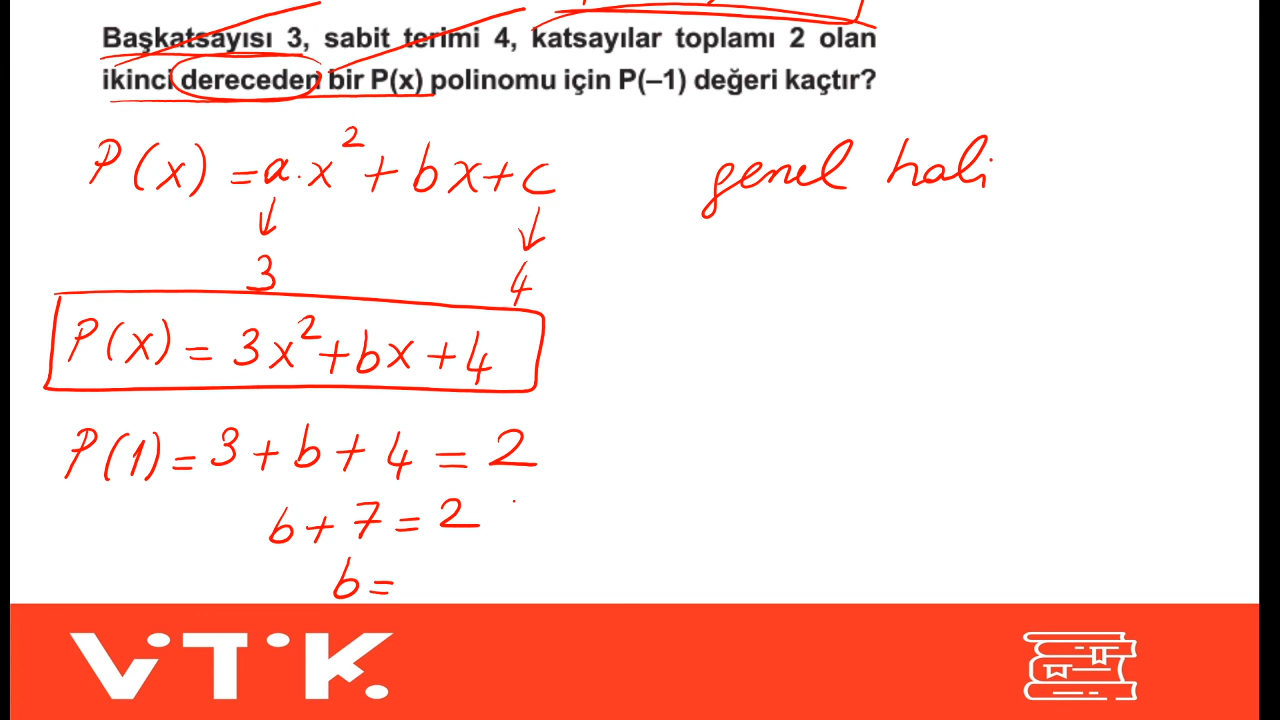 Başkatsayısı 3, sabit terimi 4, katsayılar toplamı 2 olan
ikinci dereceden bir P(x) polinomu için P(–1) değeri kaçtır?
P(x) = a.x² + bx + c genel hali
3 4
P(x) = 3x² + bx + 4
P(1) = 3 + b + 4 = 2
b + 7 = 2
b =
ViTiK.